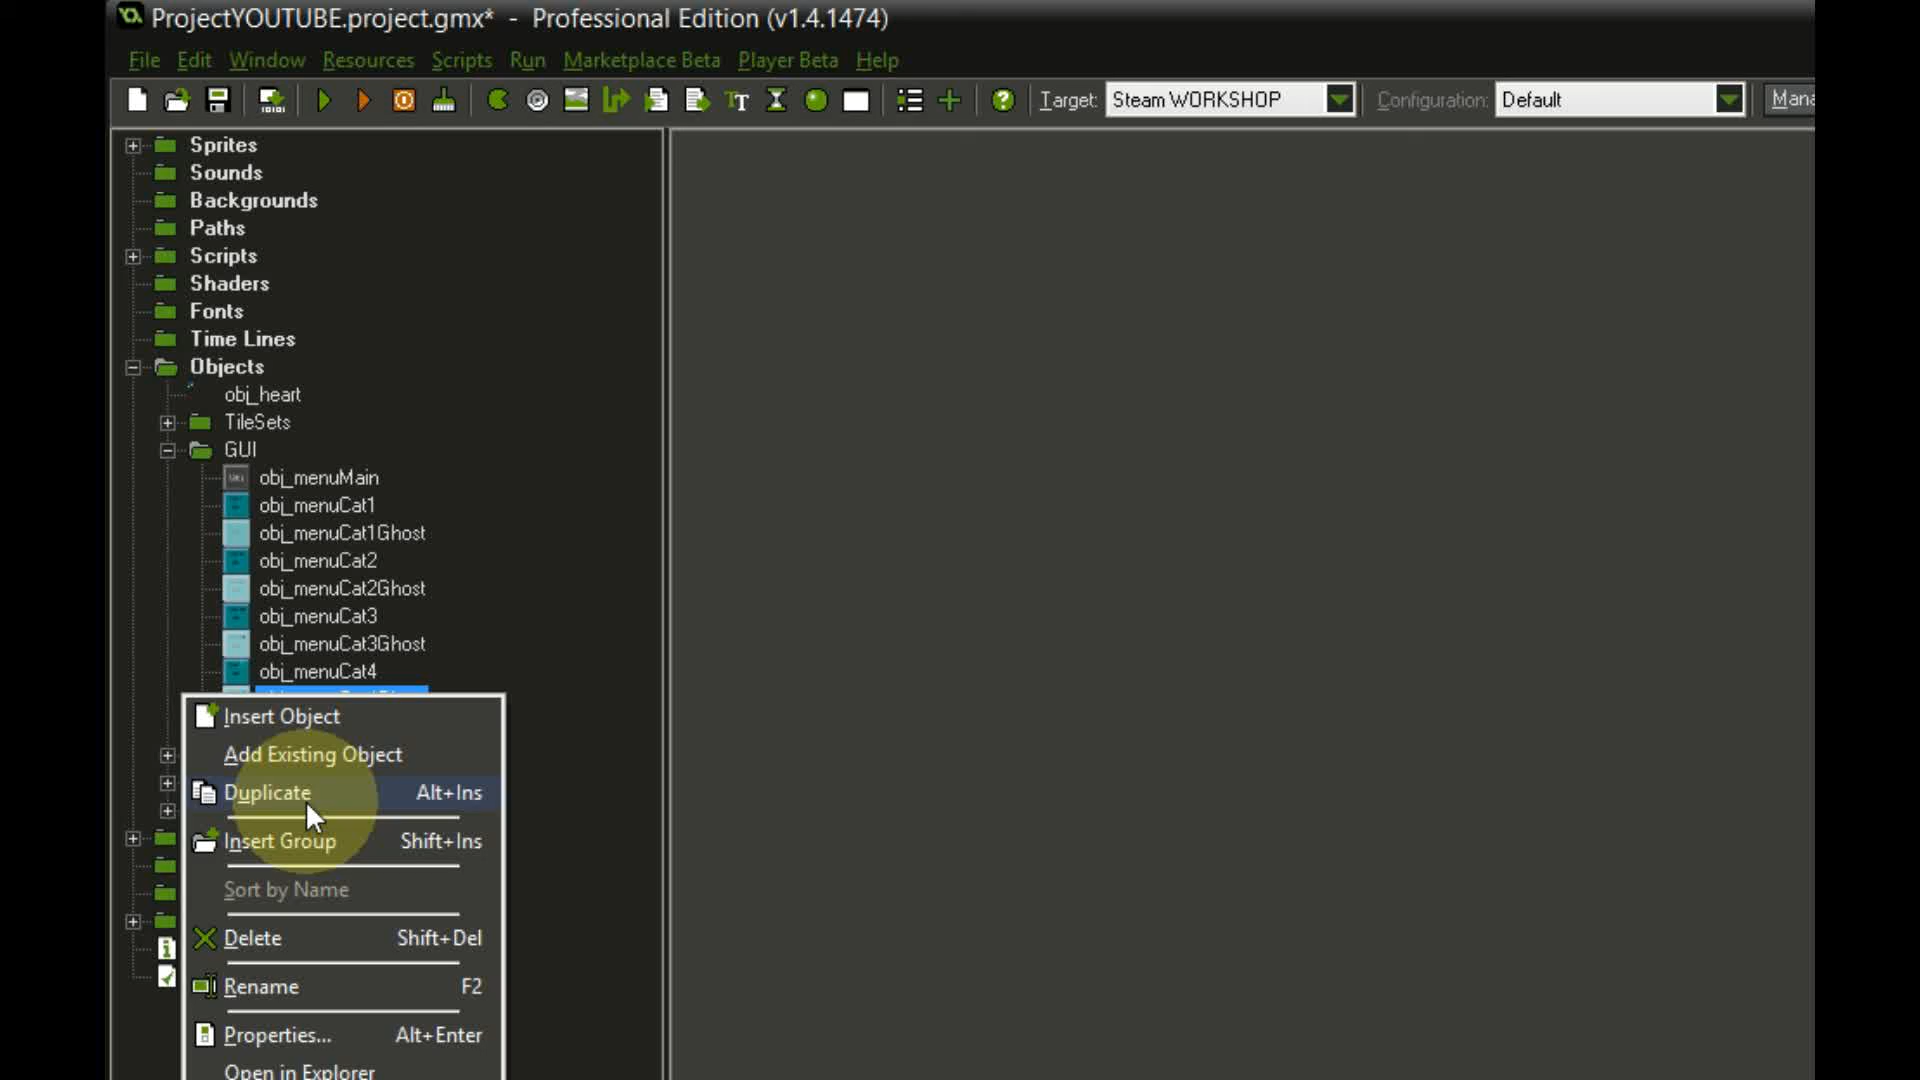 ProjectYOUTUBE.project.gmx* - Professional Edition (v1.4.1474)
File Edit Window Resources Scripts Run Marketplace Beta Player Beta Help
Target: Steam WORKSHOP Configuration: Default Mana
Sprites
Sounds
Backgrounds
Paths
Scripts
Shaders
Fonts
Time Lines
Objects
obj_heart
TileSets
GUI
obj_menuMain
obj_menuCat1
obj_menuCat1Ghost
obj_menuCat2
obj_menuCat2Ghost
obj_menuCat3
obj_menuCat3Ghost
obj_menuCat4
Insert Object
Add Existing Object
Duplicate Alt+Ins
Insert Group Shift+Ins
Sort by Name
Delete Shift+Del
Rename F2
Properties... Alt+Enter
Open in Explorer